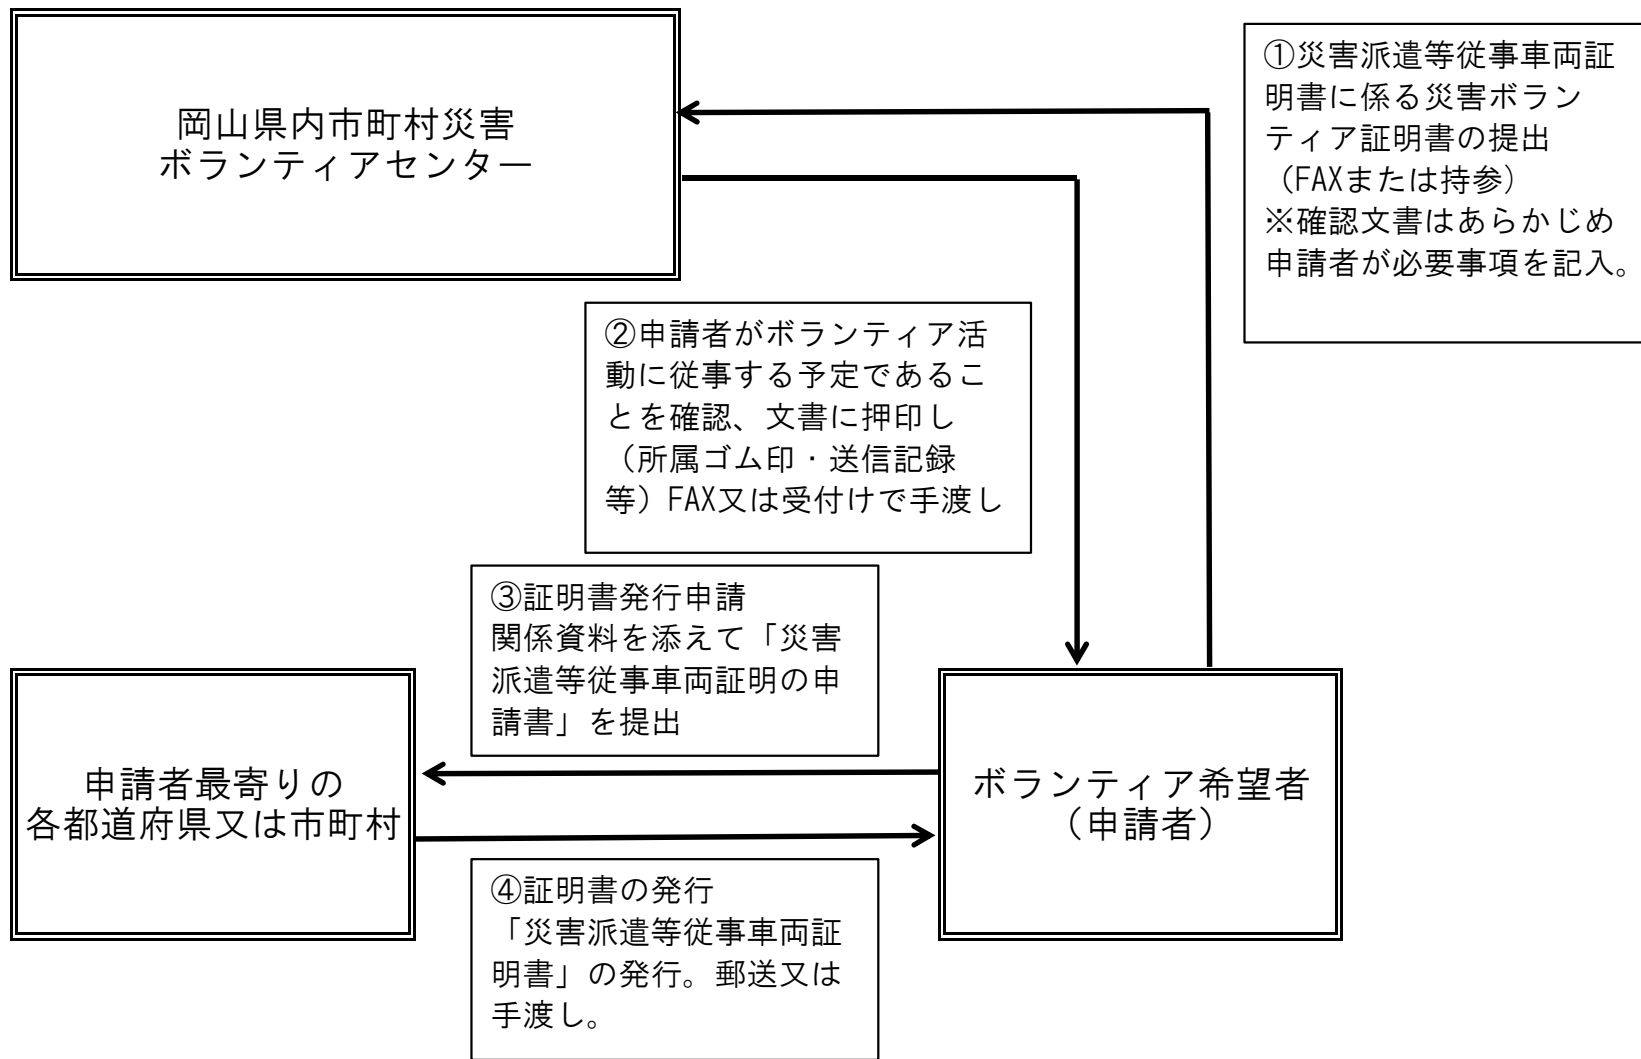 岡山県内市町村災害
ボランティアセンター
①災害派遣等従事車両証
明書に係る災害ボラン
ティア証明書の提出
（FAXまたは持参）
※確認文書はあらかじめ
申請者が必要事項を記入。
②申請者がボランティア活
動に従事する予定であるこ
とを確認、文書に押印し
（所属ゴム印・送信記録
等）FAX又は受付けで手渡し
③証明書発行申請
関係資料を添えて「災害
派遣等従事車両証明の申
請書」を提出
申請者最寄りの
各都道府県又は市町村
ボランティア希望者
（申請者）
④証明書の発行
「災害派遣等従事車両証
明書」の発行。郵送又は
手渡し。